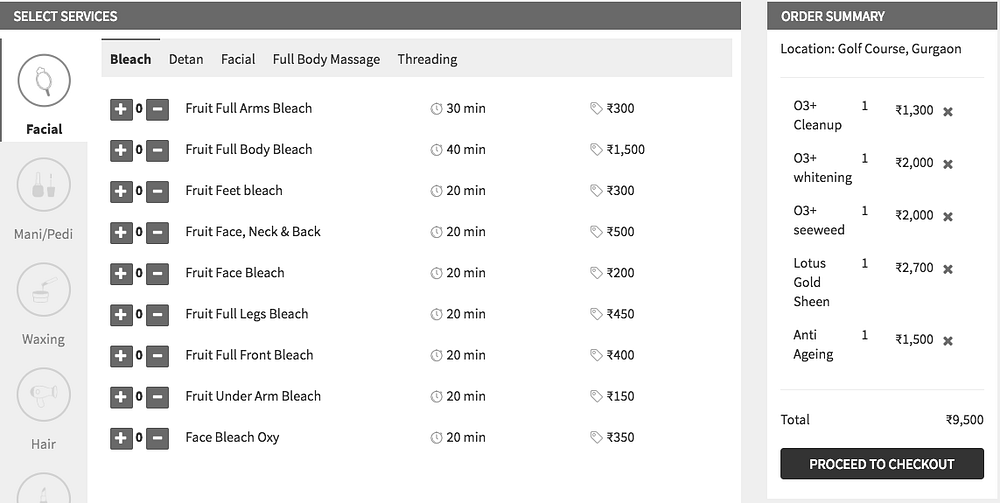 SELECT SERVICES
Facial
Mani/Pedi
Waxing
Hair
Bleach Detan Facial Full Body Massage Threading
+ 0 − Fruit Full Arms Bleach 30 min ₹300
+ 0 − Fruit Full Body Bleach 40 min ₹1,500
+ 0 − Fruit Feet bleach 20 min ₹300
+ 0 − Fruit Face, Neck & Back 20 min ₹500
+ 0 − Fruit Face Bleach 20 min ₹200
+ 0 − Fruit Full Legs Bleach 20 min ₹450
+ 0 − Fruit Full Front Bleach 20 min ₹400
+ 0 − Fruit Under Arm Bleach 20 min ₹150
+ 0 − Face Bleach Oxy 20 min ₹350
ORDER SUMMARY
Location: Golf Course, Gurgaon
O3+ 1 ₹1,300 ✖
Cleanup
O3+ 1 ₹2,000 ✖
whitening
O3+ 1 ₹2,000 ✖
seeweed
Lotus 1 ₹2,700 ✖
Gold
Sheen
Anti 1 ₹1,500 ✖
Ageing
Total ₹9,500
PROCEED TO CHECKOUT